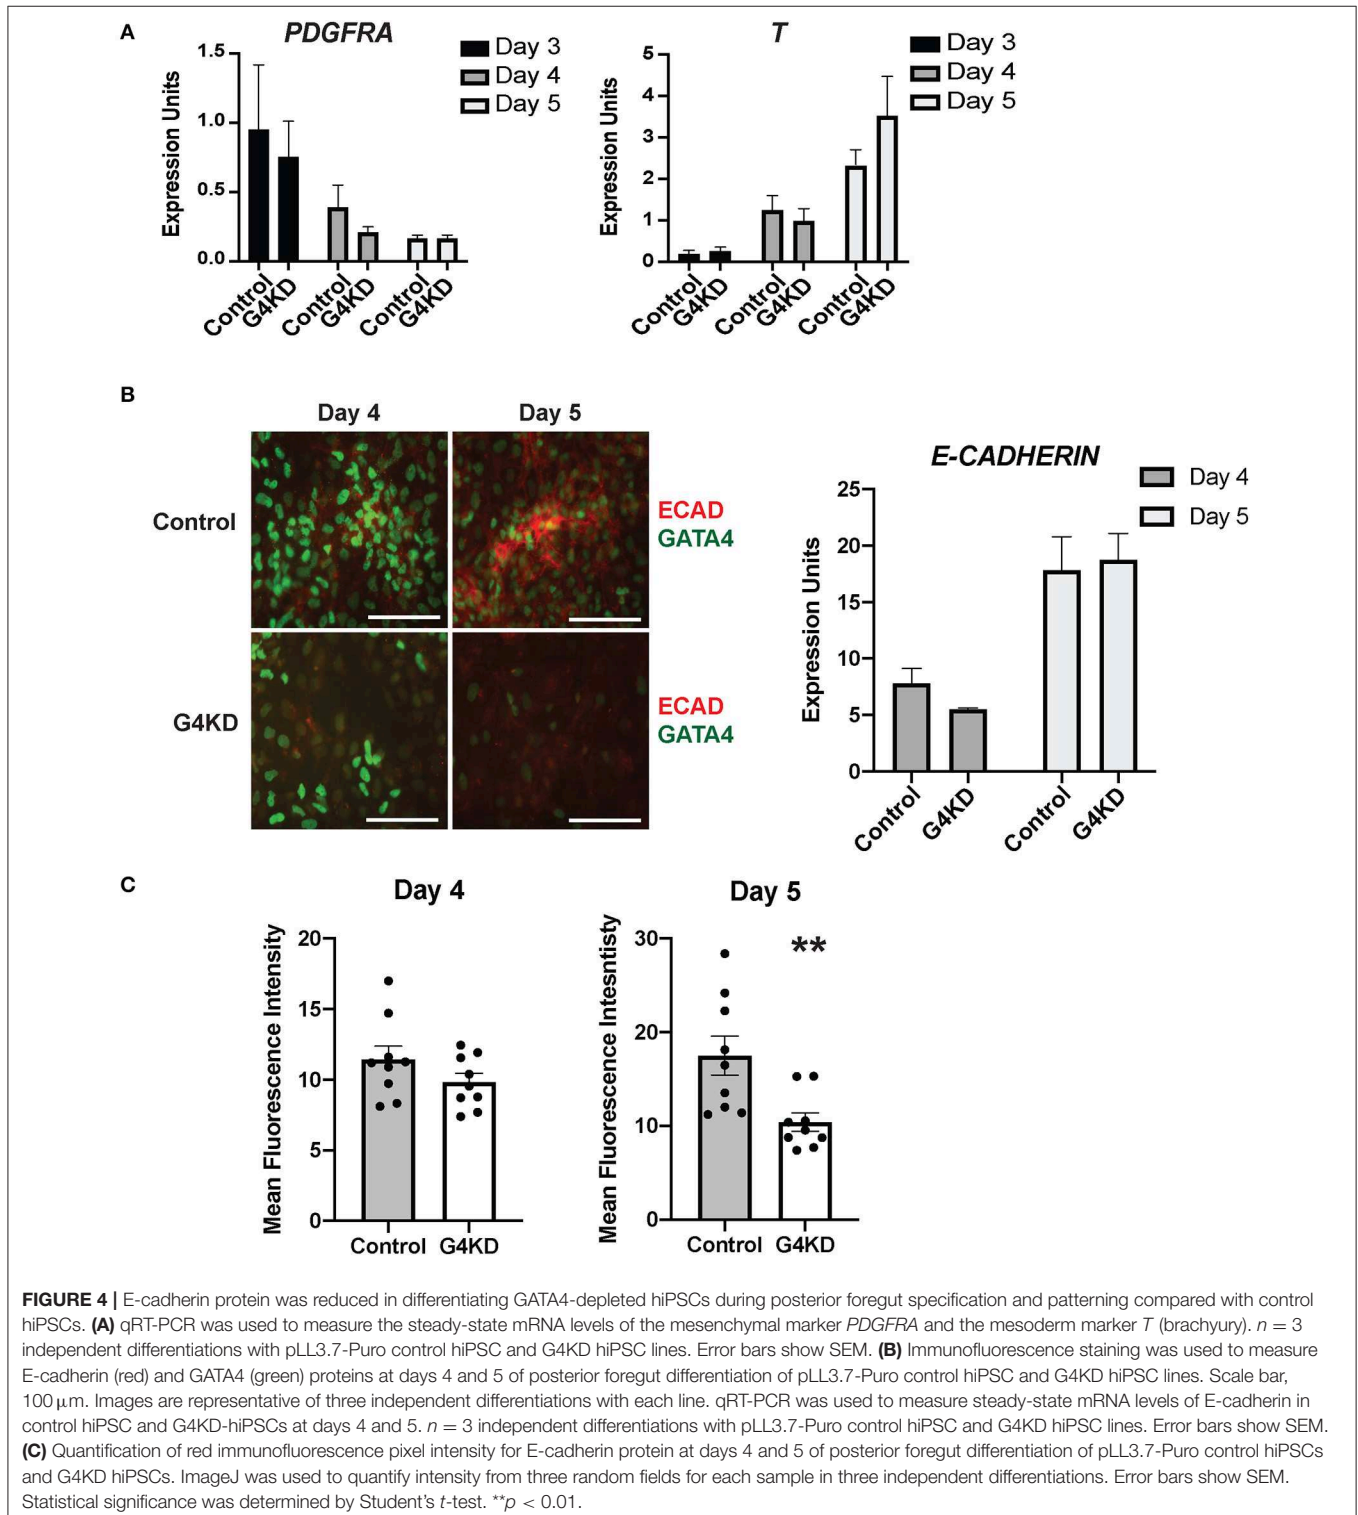 A
PDGFRA
Day 3
Day 4
Day 5
Expression Units
1.5
1.0
0.5
0.0
Control
G4KD
Control
G4KD
Control
G4KD
T
Day 3
Day 4
Day 5
Expression Units
5
4
3
2
1
0
Control
G4KD
Control
G4KD
Control
G4KD
B
Day 4
Day 5
Control
ECAD
GATA4
G4KD
ECAD
GATA4
E-CADHERIN
Day 4
Day 5
Expression Units
25
20
15
10
5
0
Control
G4KD
Control
G4KD
C
Day 4
Mean Fluorescence Intensity
20
15
10
5
0
Control G4KD
Day 5
Mean Fluorescence Intesntisty
30
20
10
0
**
Control G4KD
FIGURE 4 | E-cadherin protein was reduced in differentiating GATA4-depleted hiPSCs during posterior foregut specification and patterning compared with control
hiPSCs. (A) qRT-PCR was used to measure the steady-state mRNA levels of the mesenchymal marker PDGFRA and the mesoderm marker T (brachyury). n = 3
independent differentiations with pLL3.7-Puro control hiPSC and G4KD hiPSC lines. Error bars show SEM. (B) Immunofluorescence staining was used to measure
E-cadherin (red) and GATA4 (green) proteins at days 4 and 5 of posterior foregut differentiation of pLL3.7-Puro control hiPSC and G4KD hiPSC lines. Scale bar,
100 μm. Images are representative of three independent differentiations with each line. qRT-PCR was used to measure steady-state mRNA levels of E-cadherin in
control hiPSC and G4KD-hiPSCs at days 4 and 5. n = 3 independent differentiations with pLL3.7-Puro control hiPSC and G4KD hiPSC lines. Error bars show SEM.
(C) Quantification of red immunofluorescence pixel intensity for E-cadherin protein at days 4 and 5 of posterior foregut differentiation of pLL3.7-Puro control hiPSCs
and G4KD hiPSCs. ImageJ was used to quantify intensity from three random fields for each sample in three independent differentiations. Error bars show SEM.
Statistical significance was determined by Student's t-test. **p < 0.01.